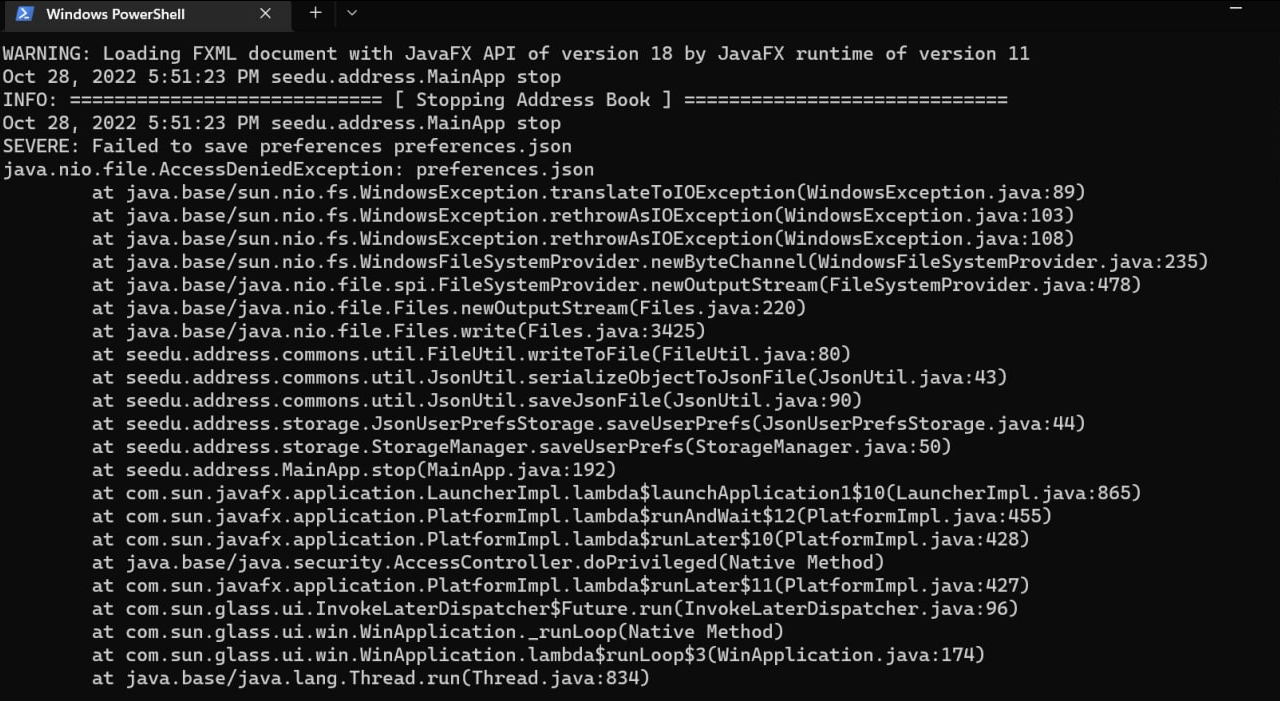 Windows PowerShell
WARNING: Loading FXML document with JavaFX API of version 18 by JavaFX runtime of version 11
Oct 28, 2022 5:51:23 PM seedu.address.MainApp stop
INFO: ============================ [ Stopping Address Book ] =============================
Oct 28, 2022 5:51:23 PM seedu.address.MainApp stop
SEVERE: Failed to save preferences preferences.json
java.nio.file.AccessDeniedException: preferences.json
        at java.base/sun.nio.fs.WindowsException.translateToIOException(WindowsException.java:89)
        at java.base/sun.nio.fs.WindowsException.rethrowAsIOException(WindowsException.java:103)
        at java.base/sun.nio.fs.WindowsException.rethrowAsIOException(WindowsException.java:108)
        at java.base/sun.nio.fs.WindowsFileSystemProvider.newByteChannel(WindowsFileSystemProvider.java:235)
        at java.base/java.nio.file.spi.FileSystemProvider.newOutputStream(FileSystemProvider.java:478)
        at java.base/java.nio.file.Files.newOutputStream(Files.java:220)
        at java.base/java.nio.file.Files.write(Files.java:3425)
        at seedu.address.commons.util.FileUtil.writeToFile(FileUtil.java:80)
        at seedu.address.commons.util.JsonUtil.serializeObjectToJsonFile(JsonUtil.java:43)
        at seedu.address.commons.util.JsonUtil.saveJsonFile(JsonUtil.java:90)
        at seedu.address.storage.JsonUserPrefsStorage.saveUserPrefs(JsonUserPrefsStorage.java:44)
        at seedu.address.storage.StorageManager.saveUserPrefs(StorageManager.java:50)
        at seedu.address.MainApp.stop(MainApp.java:192)
        at com.sun.javafx.application.LauncherImpl.lambda$launchApplication1$10(LauncherImpl.java:865)
        at com.sun.javafx.application.PlatformImpl.lambda$runAndWait$12(PlatformImpl.java:455)
        at com.sun.javafx.application.PlatformImpl.lambda$runLater$10(PlatformImpl.java:428)
        at java.base/java.security.AccessController.doPrivileged(Native Method)
        at com.sun.javafx.application.PlatformImpl.lambda$runLater$11(PlatformImpl.java:427)
        at com.sun.glass.ui.InvokeLaterDispatcher$Future.run(InvokeLaterDispatcher.java:96)
        at com.sun.glass.ui.win.WinApplication._runLoop(Native Method)
        at com.sun.glass.ui.win.WinApplication.lambda$runLoop$3(WinApplication.java:174)
        at java.base/java.lang.Thread.run(Thread.java:834)